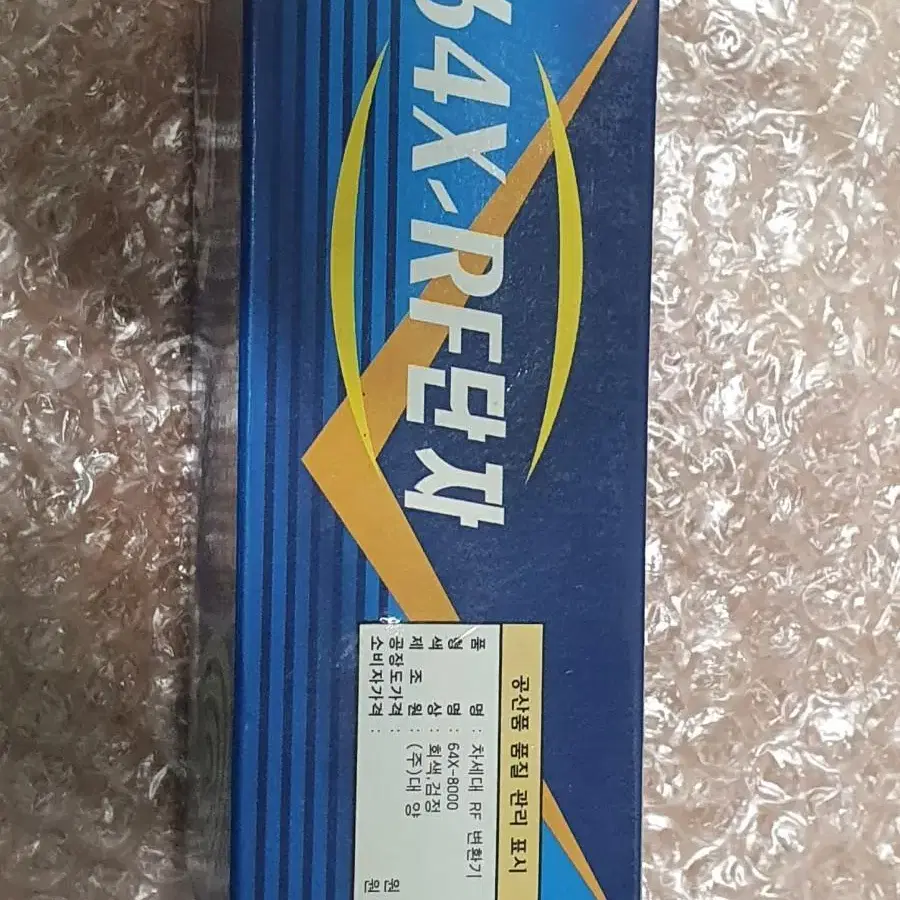 64X-RF단자
공산품 품질 관리 표시
품 명 : 차세대 RF 변환기
형 명 : 64X-8000
색 상 : 회색,검정
제 조 원 : (주)대 양
공장도가격 : 원
소비자가격 : 원